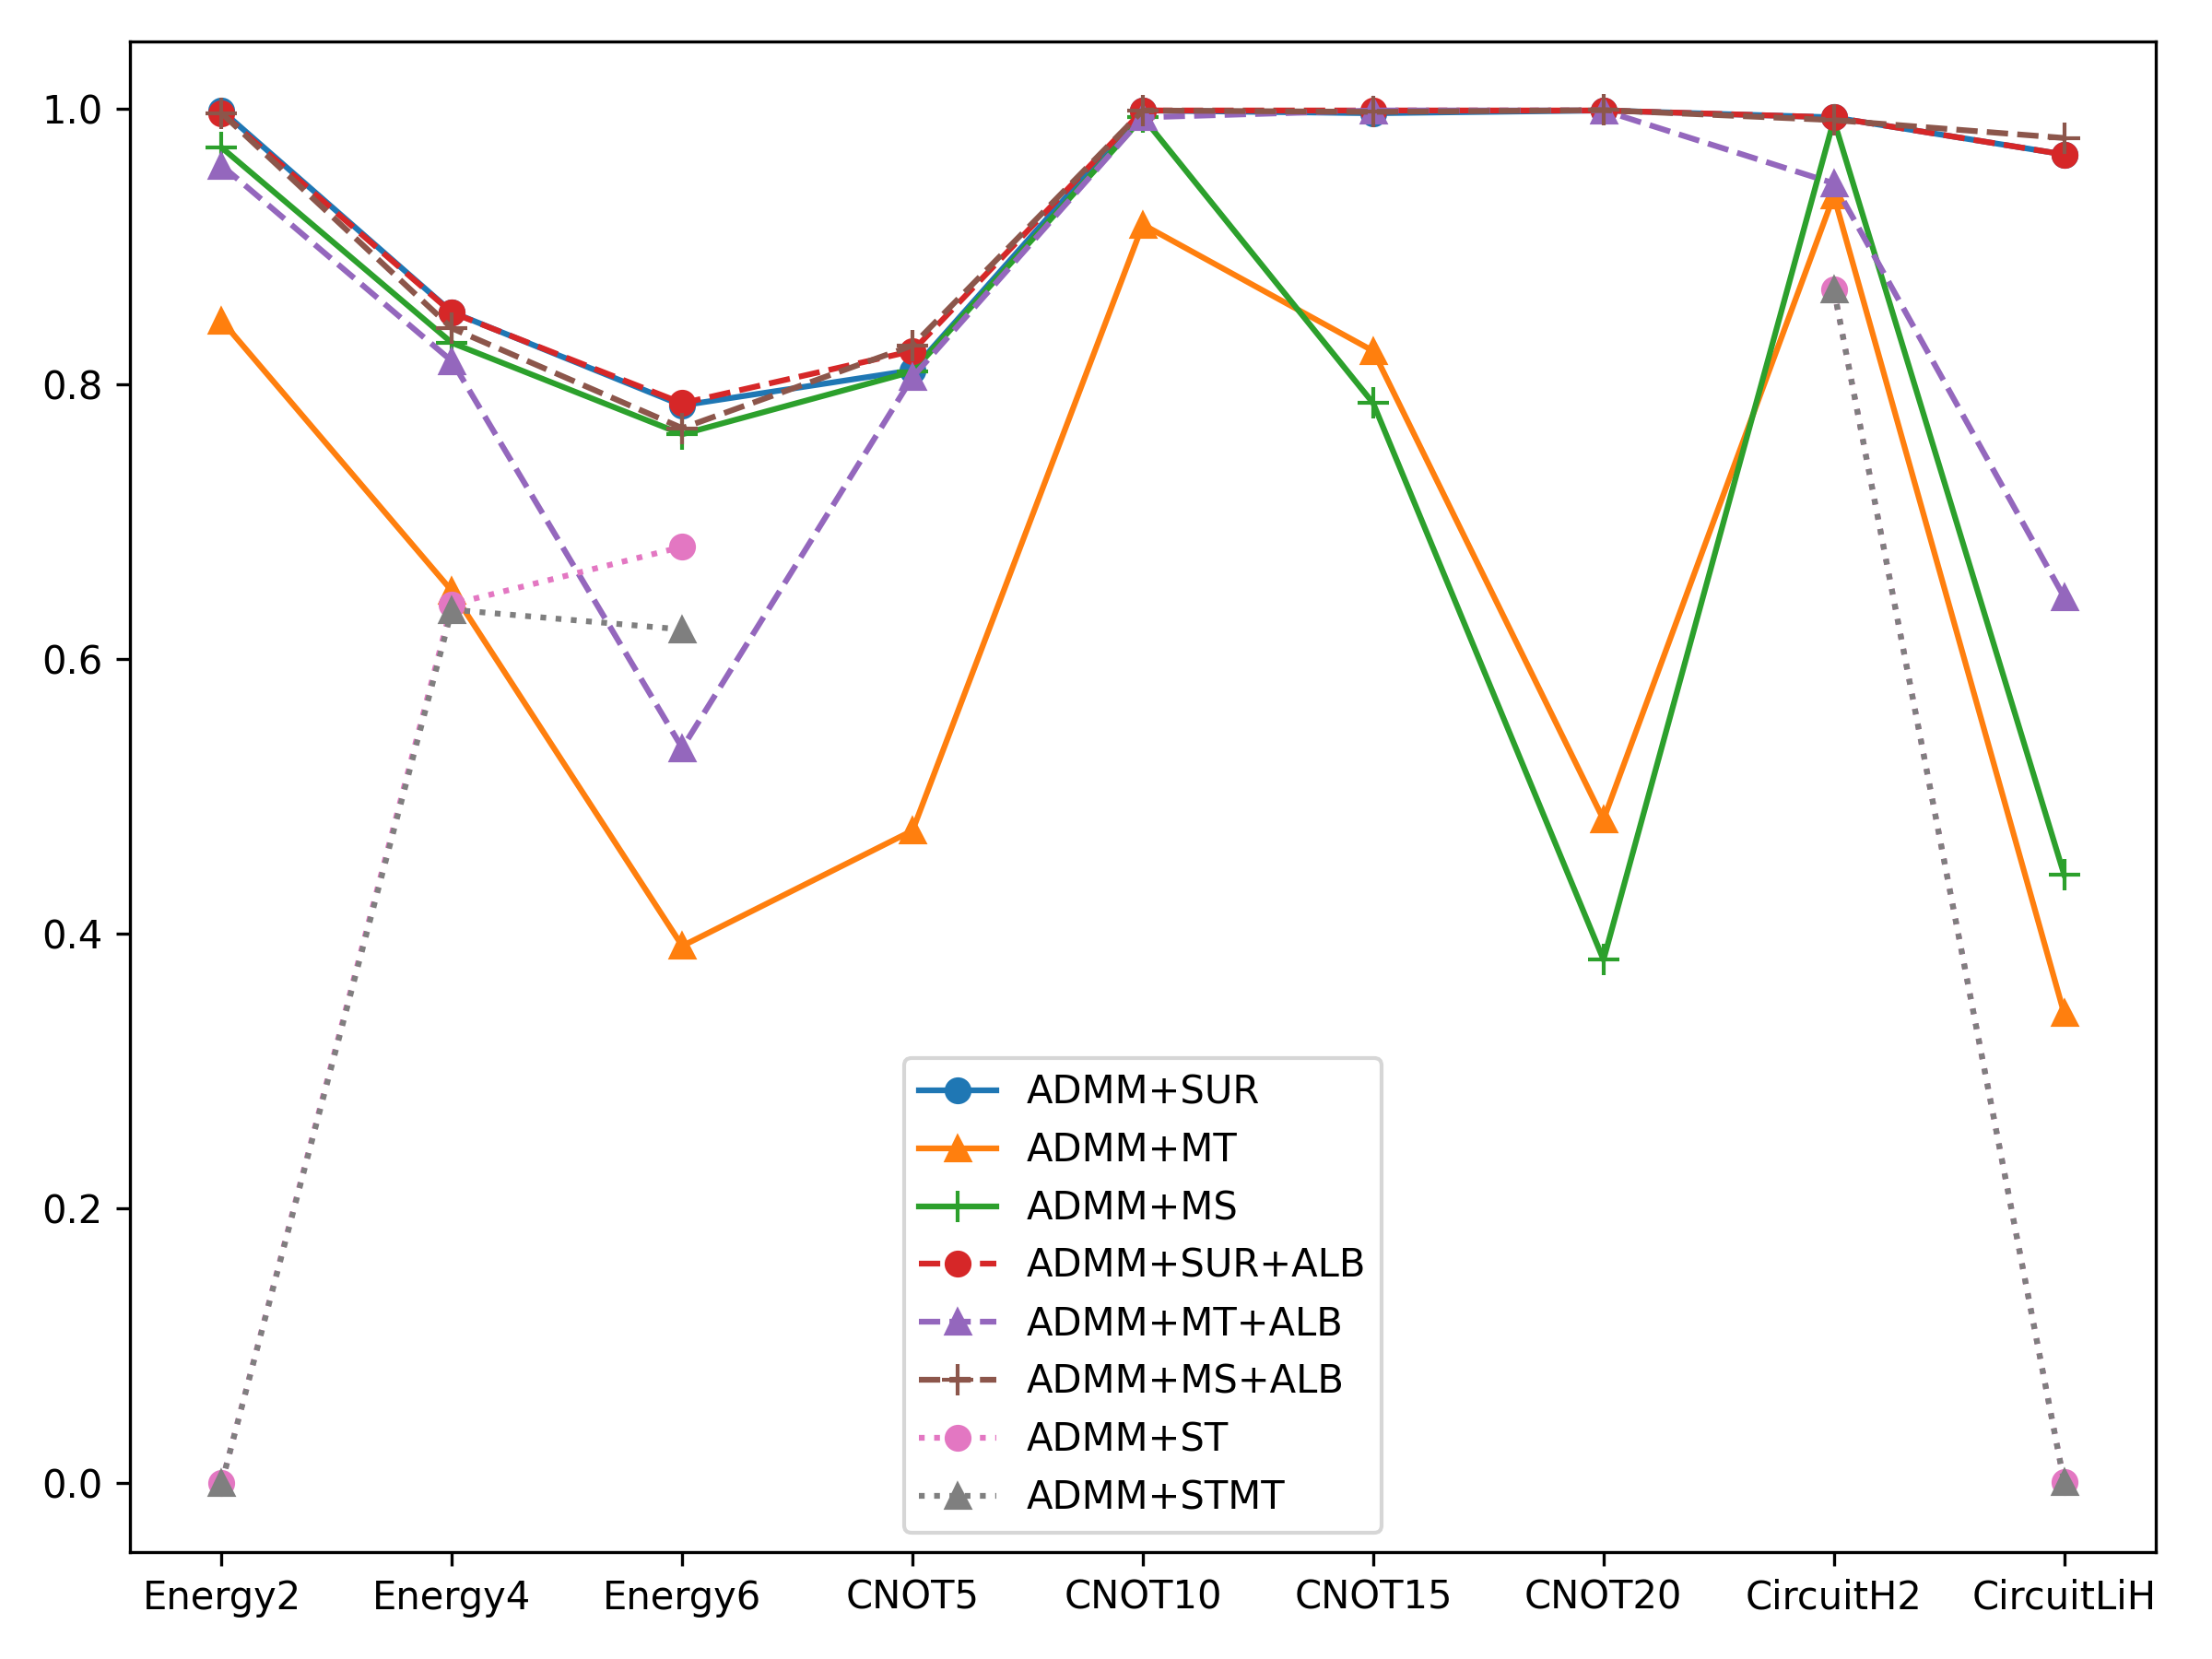 1.0
0.8
0.6
0.4
0.2
0.0
ADMM+SUR
ADMM+MT
ADMM+MS
ADMM+SUR+ALB
ADMM+MT+ALB
ADMM+MS+ALB
ADMM+ST
ADMM+STMT
Energy2 Energy4 Energy6 CNOT5 CNOT10 CNOT15 CNOT20 CircuitH2 CircuitLiH